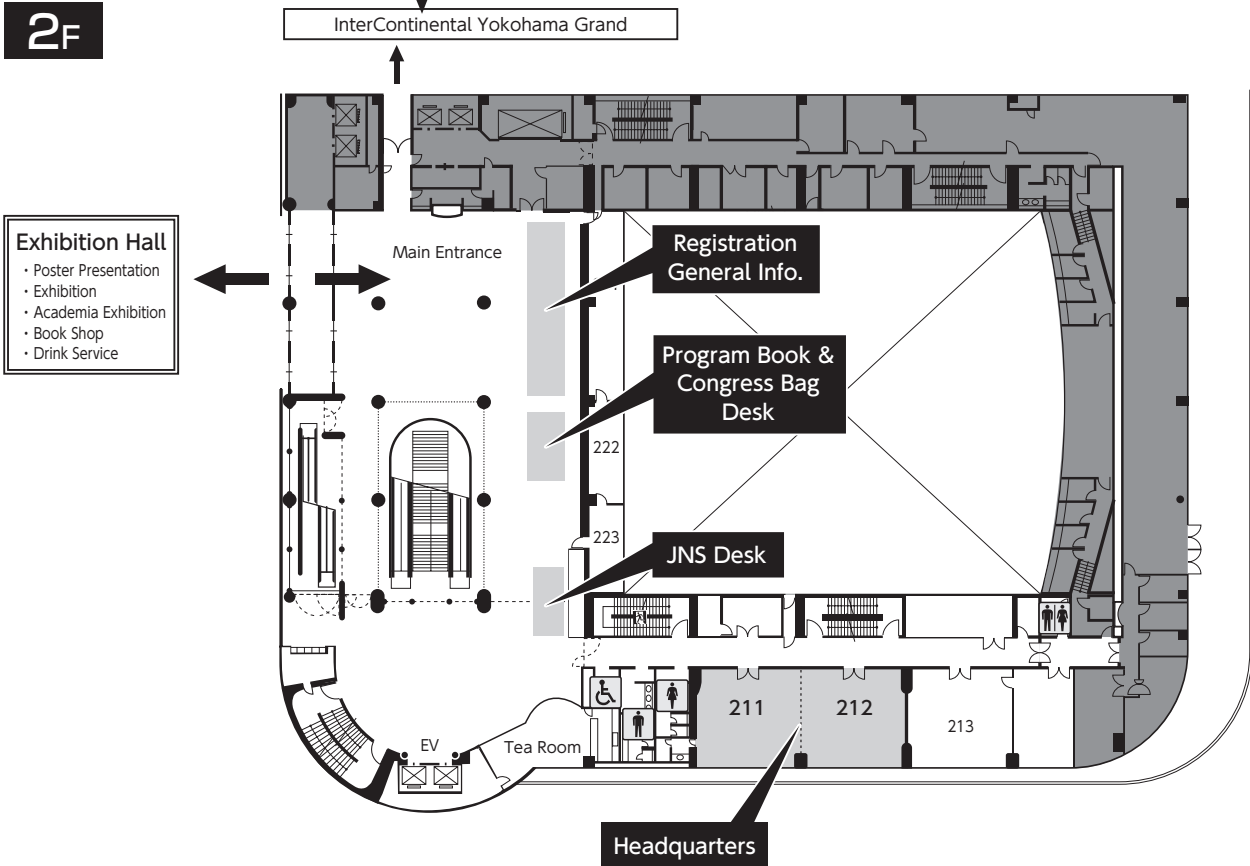 2F
InterContinental Yokohama Grand
Exhibition Hall
・Poster Presentation
・Exhibition
・Academia Exhibition
・Book Shop
・Drink Service
Main Entrance
Registration
General Info.
Program Book &
Congress Bag
Desk
222
223
JNS Desk
211
212
213
EV
Tea Room
Headquarters